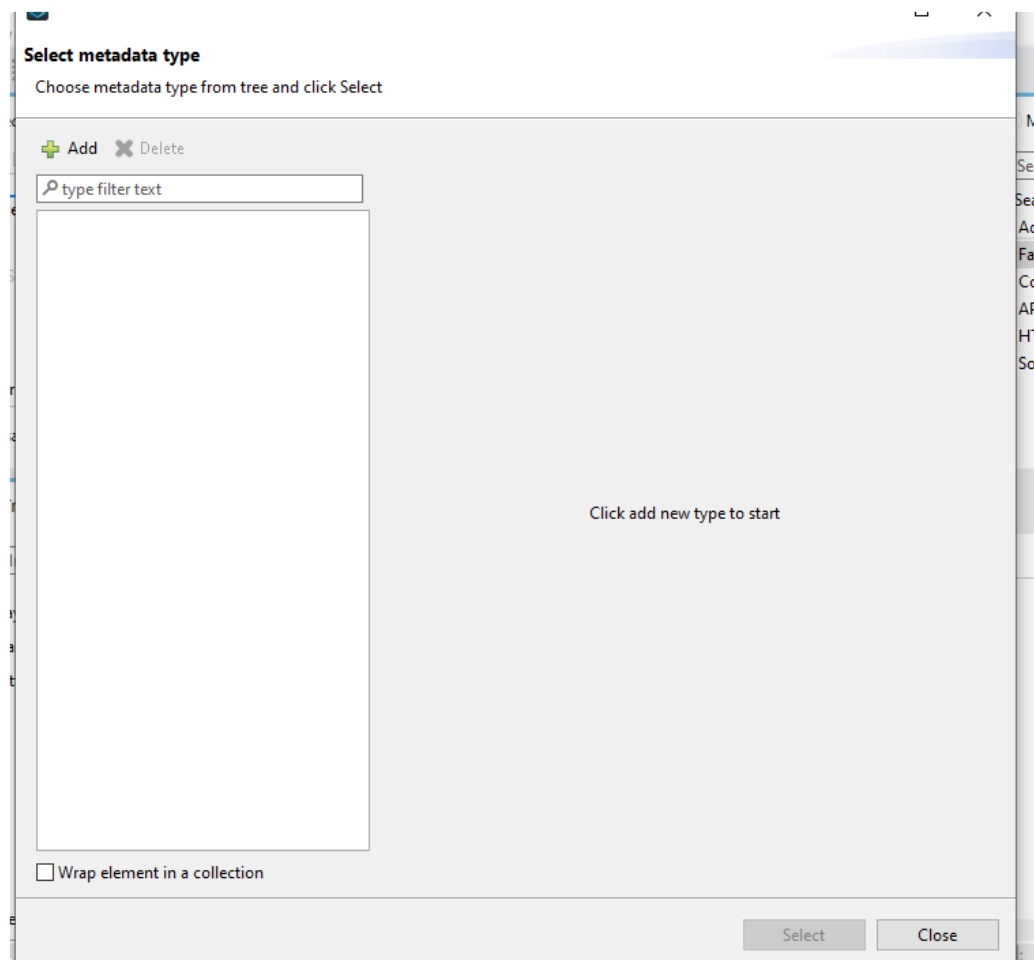 Select metadata type
Choose metadata type from tree and click Select
Add Delete
type filter text
Click add new type to start
Wrap element in a collection
Select Close